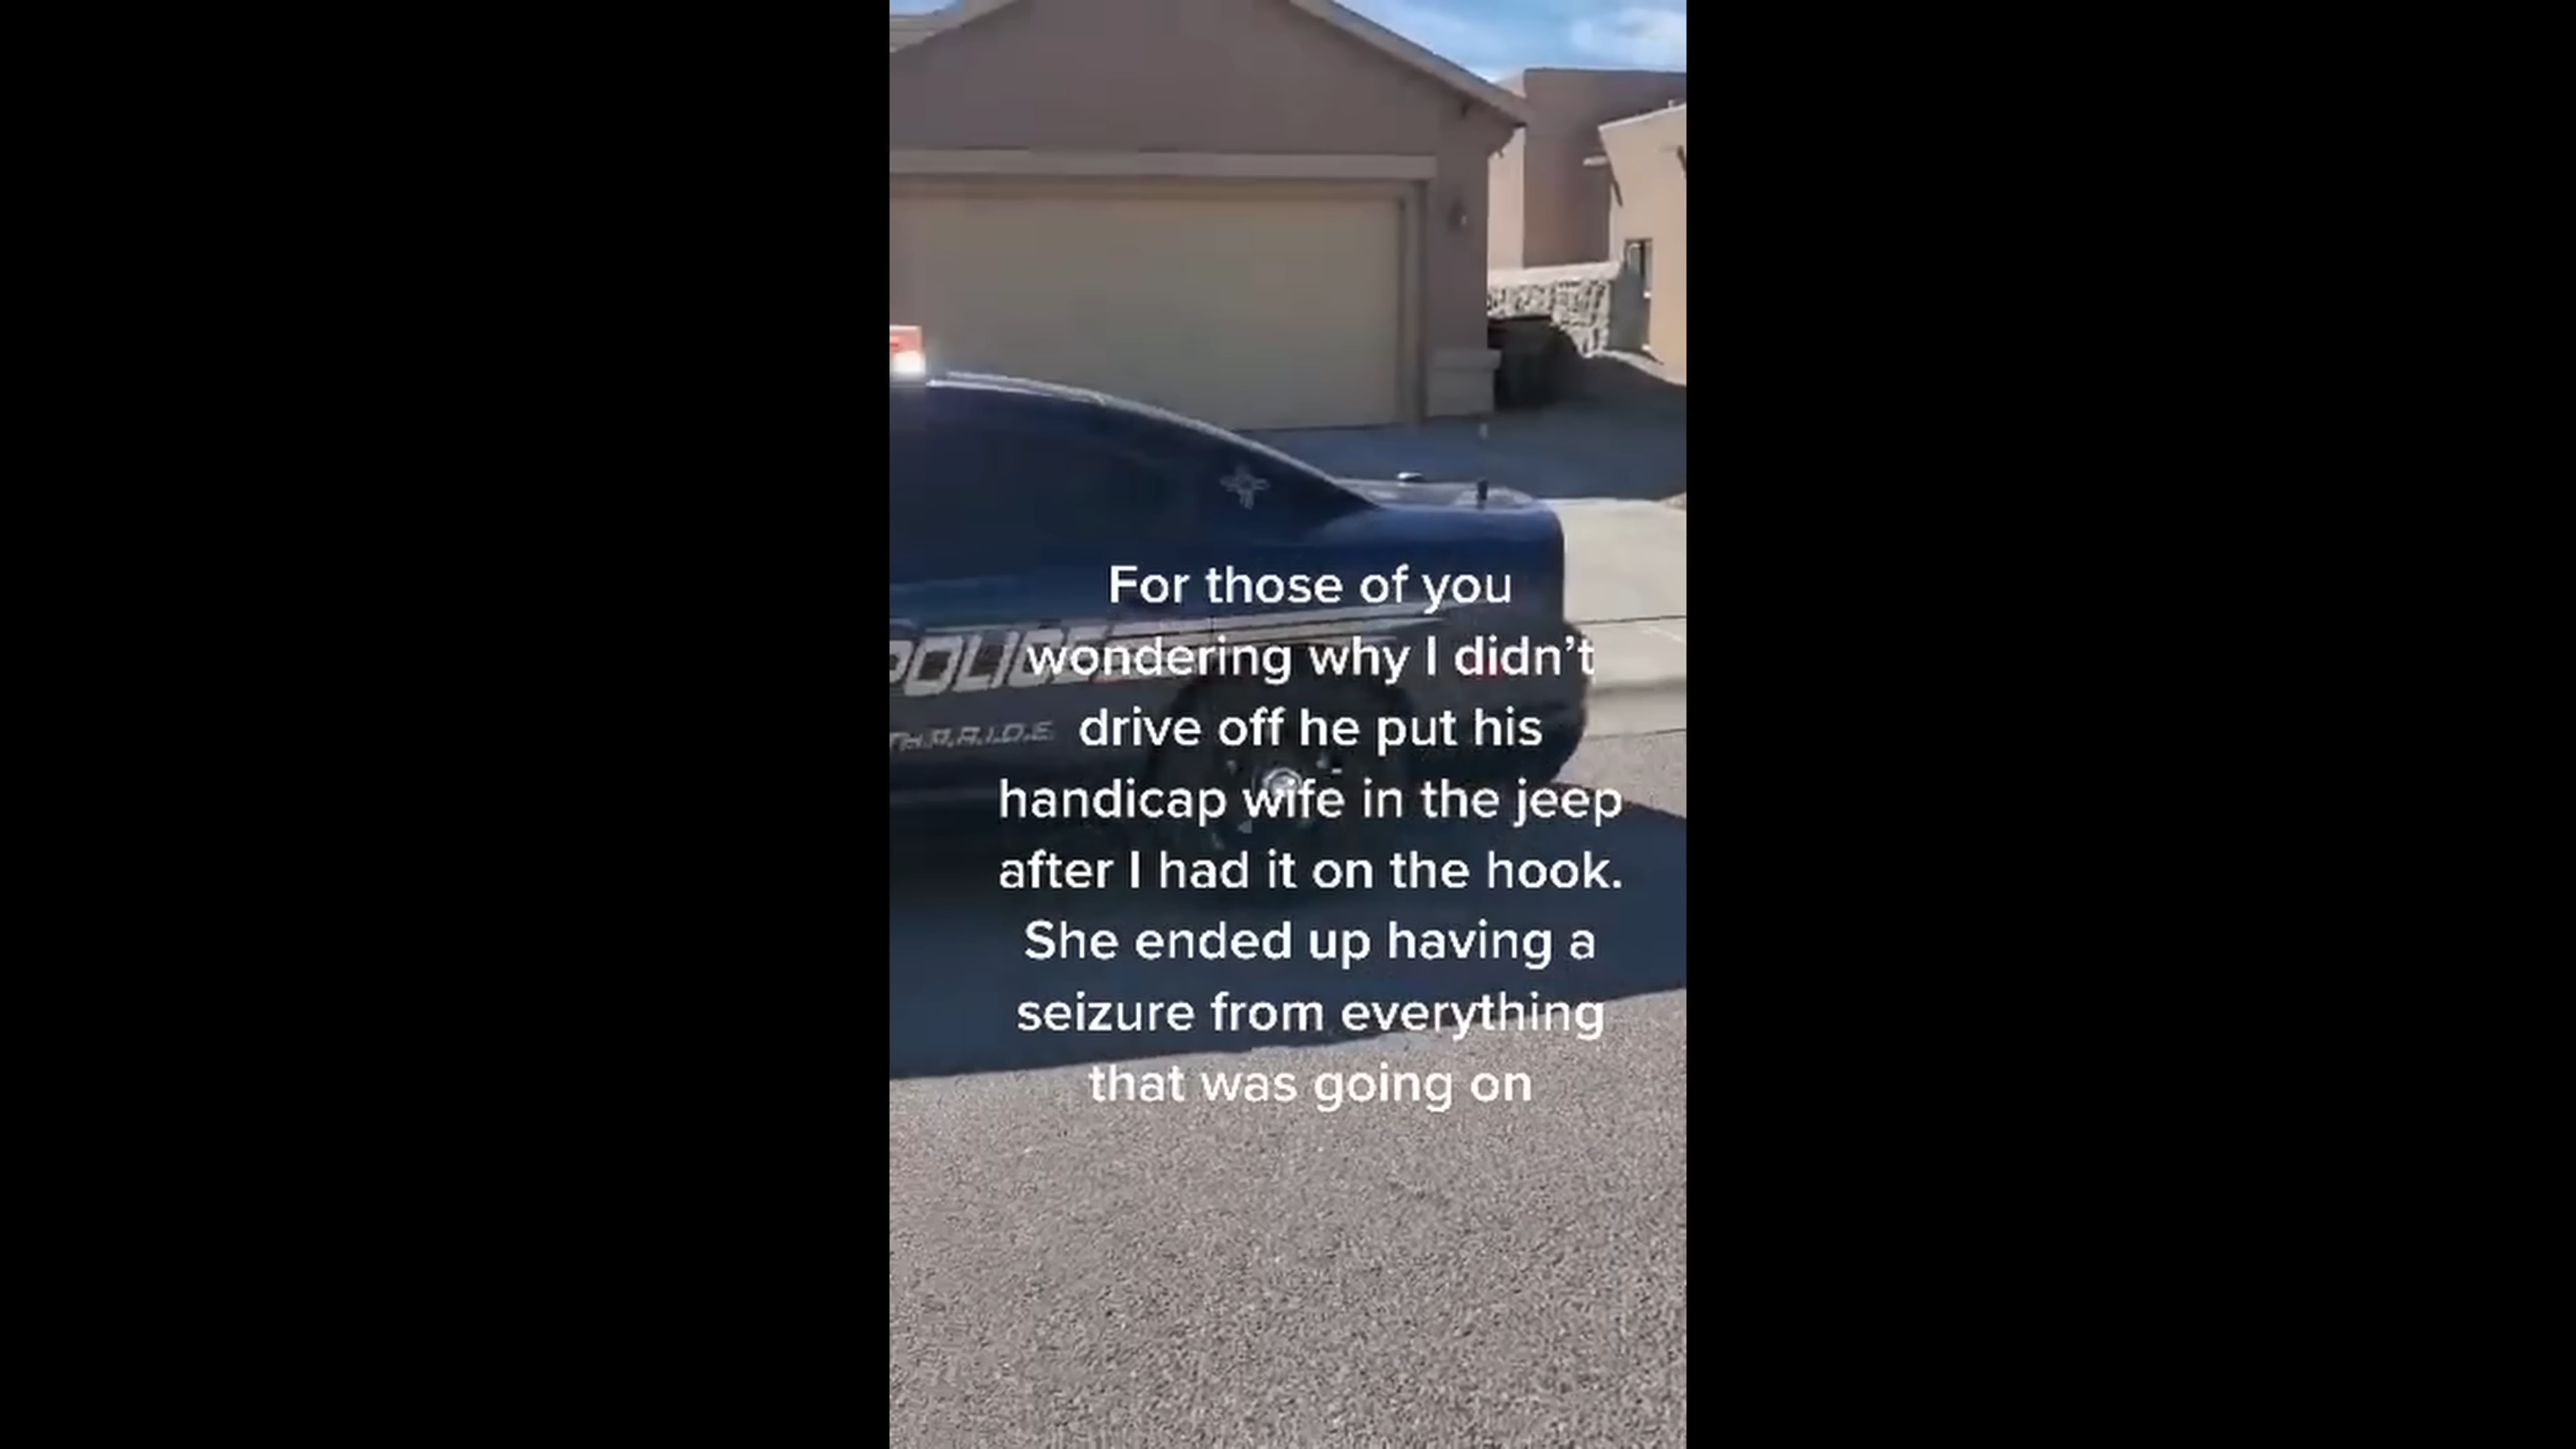 For those of you
wondering why I didn't
drive off he put his
handicap wife in the jeep
after I had it on the hook.
She ended up having a
seizure from everything
that was going on
POLICE
TH P.R.I.D.E.